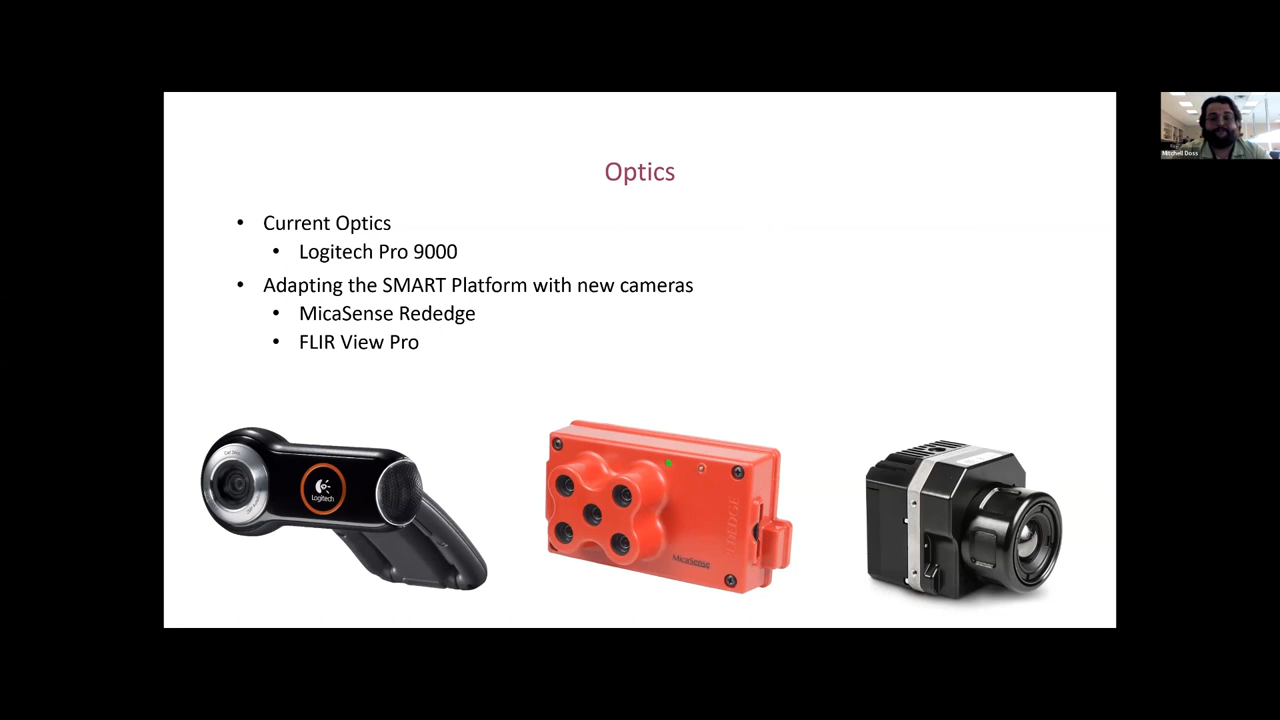 Optics
• Current Optics
• Logitech Pro 9000
• Adapting the SMART Platform with new cameras
• MicaSense Rededge
• FLIR View Pro
Logitech
REDEDGE
MicaSense
Mitchell Doss